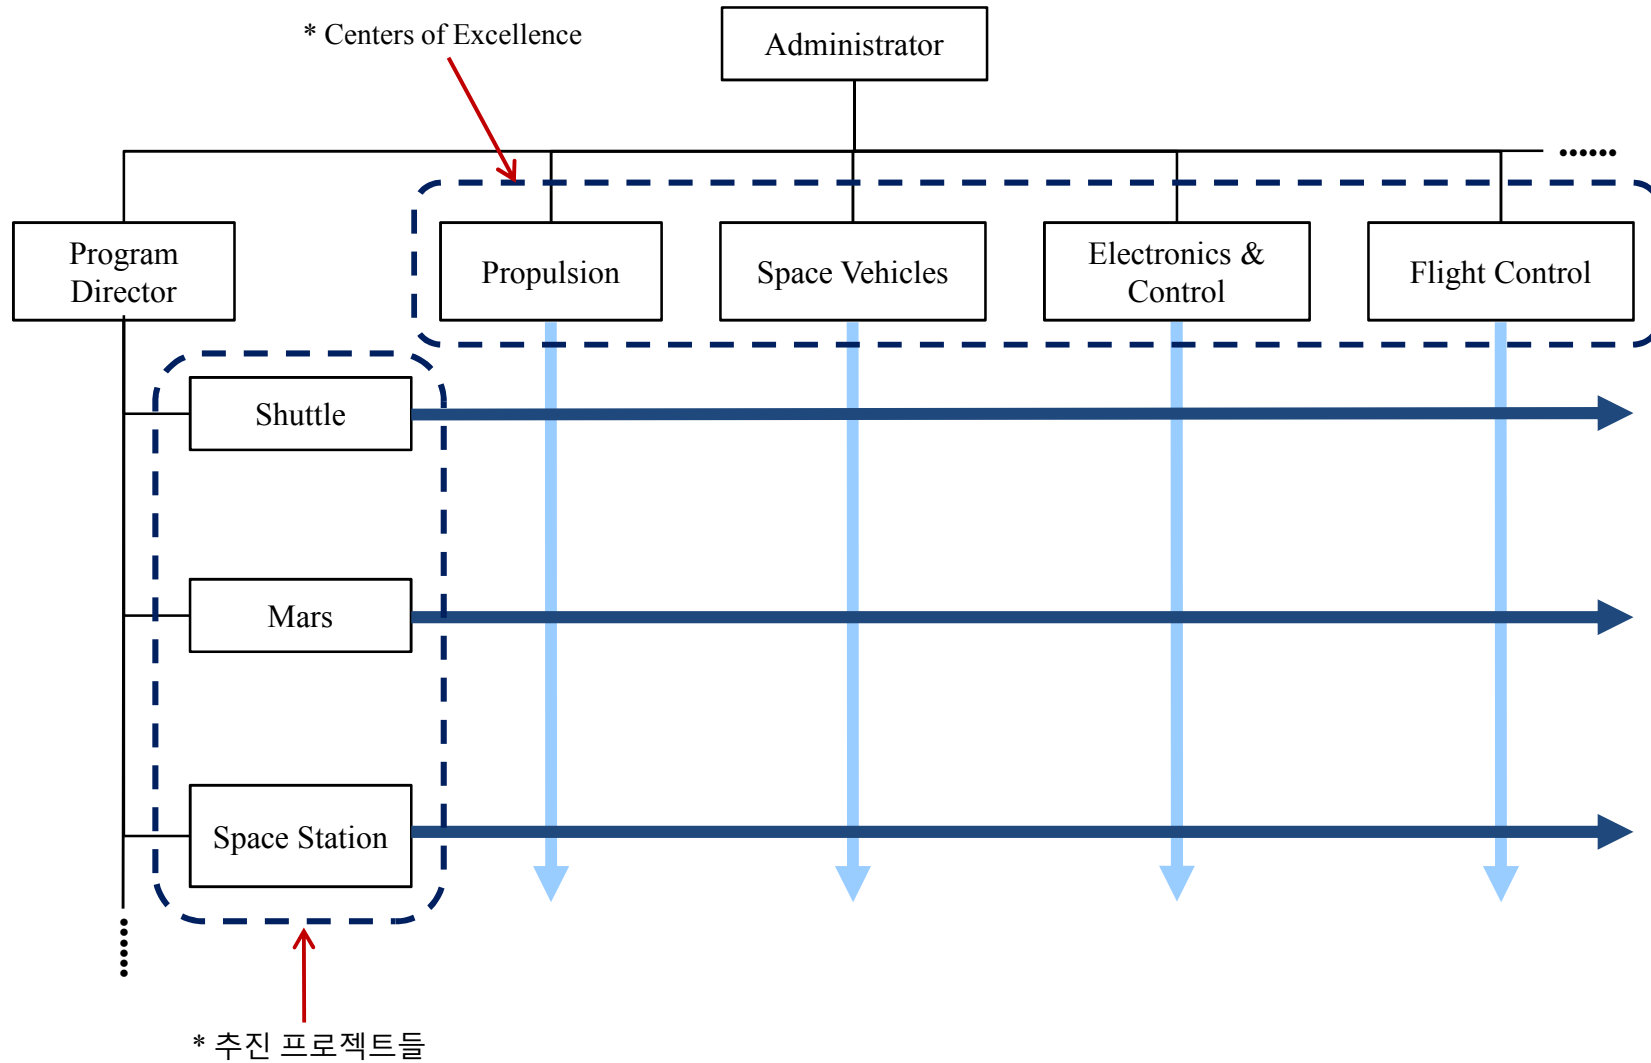 * Centers of Excellence
Administrator
Program
Director
Propulsion
Space Vehicles
Electronics &
Control
Flight Control
Shuttle
Mars
Space Station
* 추진 프로젝트들